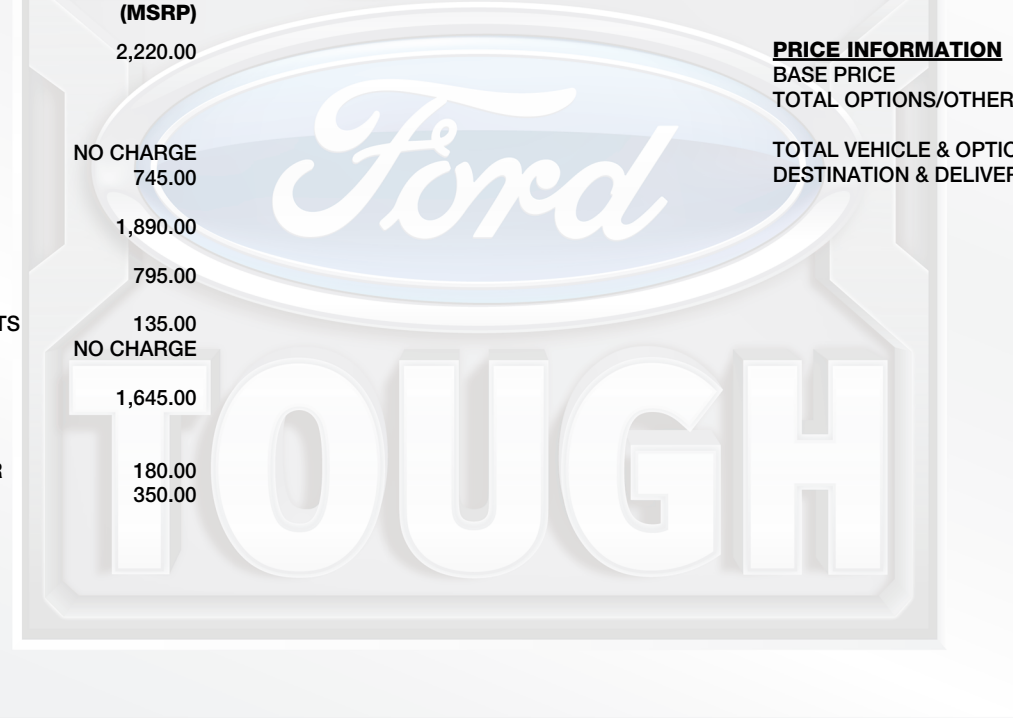 (MSRP)
2,220.00
NO CHARGE
745.00
1,890.00
795.00
TS 135.00
NO CHARGE
1,645.00
R 180.00
350.00
PRICE INFORMATION
BASE PRICE
TOTAL OPTIONS/OTHER
TOTAL VEHICLE & OPTIO
DESTINATION & DELIVER
Ford
TOUGH